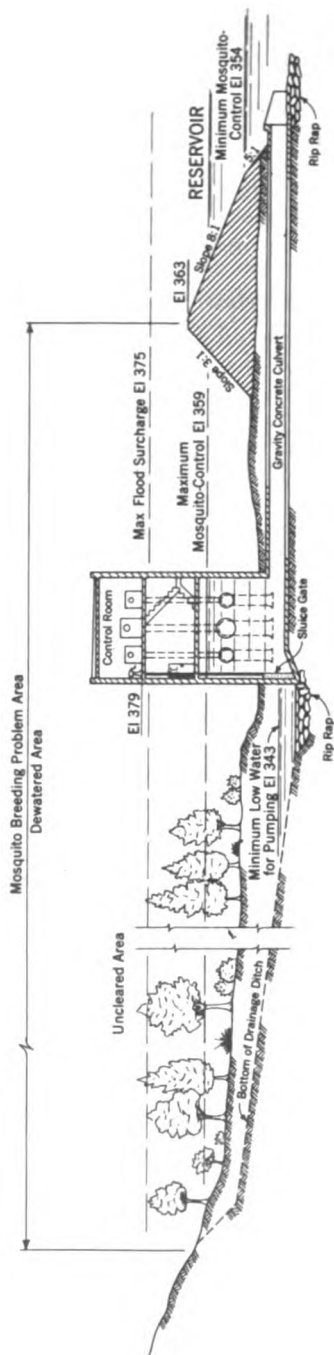 Mosquito Breeding Problem Area
Dewatered Area
Uncleared Area
Max Flood Surcharge El 375
El 363
Slope 3:1
Slope 8:1
RESERVOIR
Maximum
Mosquito-Control El 359
Minimum Mosquito-
Control El 354
5:1
Control Room
El 379
Minimum Low Water
for Pumping El 343
Sluice Gate
Gravity Concrete Culvert
Bottom of Drainage Ditch
Rip Rap
Rip Rap